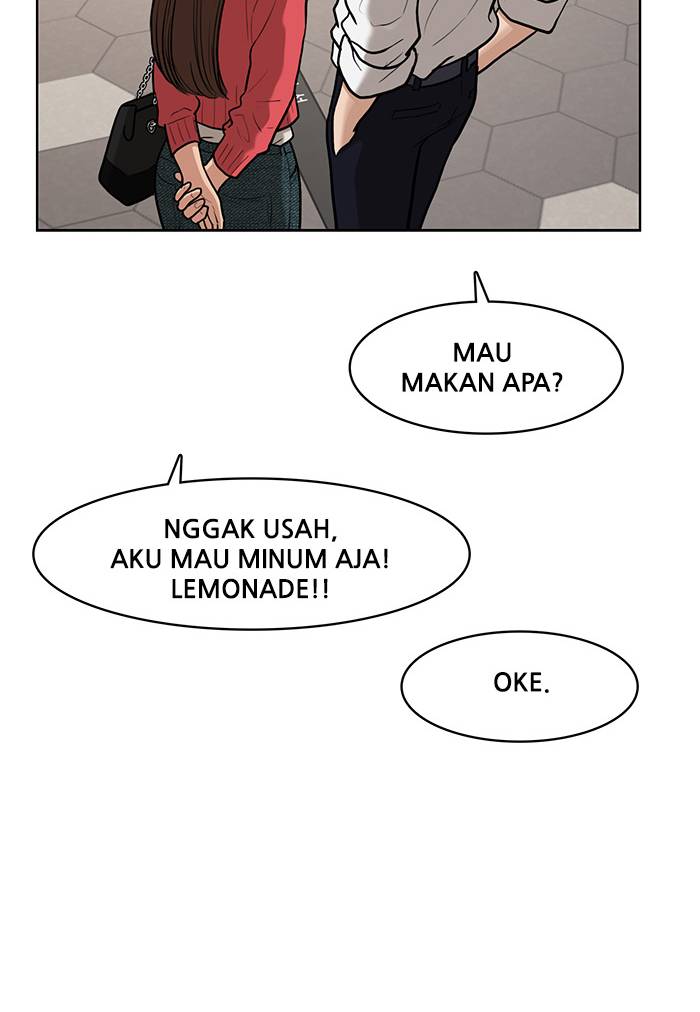 MAU
MAKAN APA?
NGGAK USAH,
AKU MAU MINUM AJA!
LEMONADE!!
OKE.